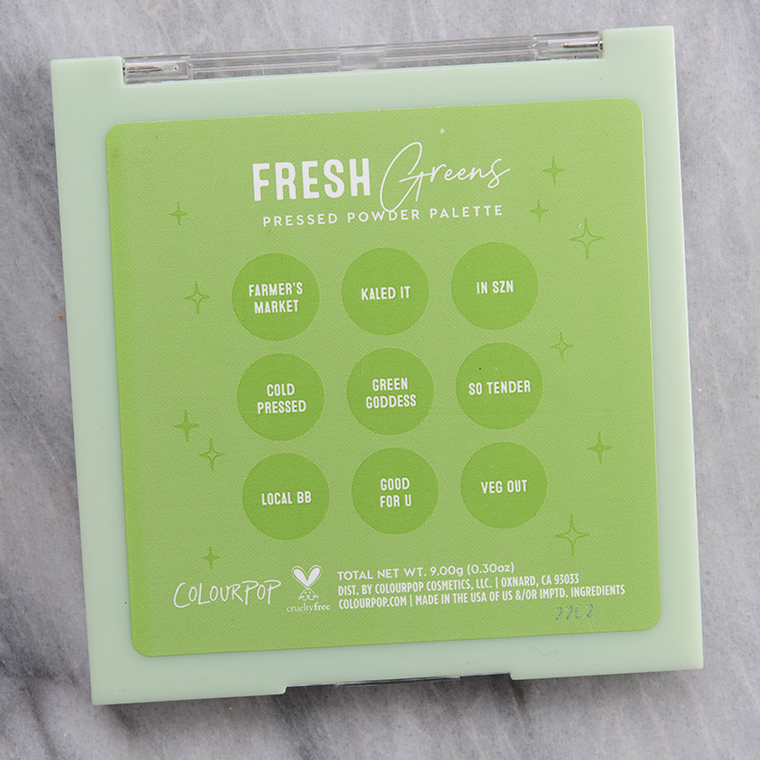 FRESH Greens
PRESSED POWDER PALETTE
FARMER'S
MARKET
KALED IT
IN SZN
COLD
PRESSED
GREEN
GODDESS
SO TENDER
LOCAL BB
GOOD
FOR U
VEG OUT
COLOURPOP
crueltyfree
TOTAL NET WT. 9.00g (0.30oz)
DIST. BY COLOURPOP COSMETICS, LLC. | OXNARD, CA 93033
COLOURPOP.COM | MADE IN THE USA OF US &/OR IMPTD. INGREDIENTS